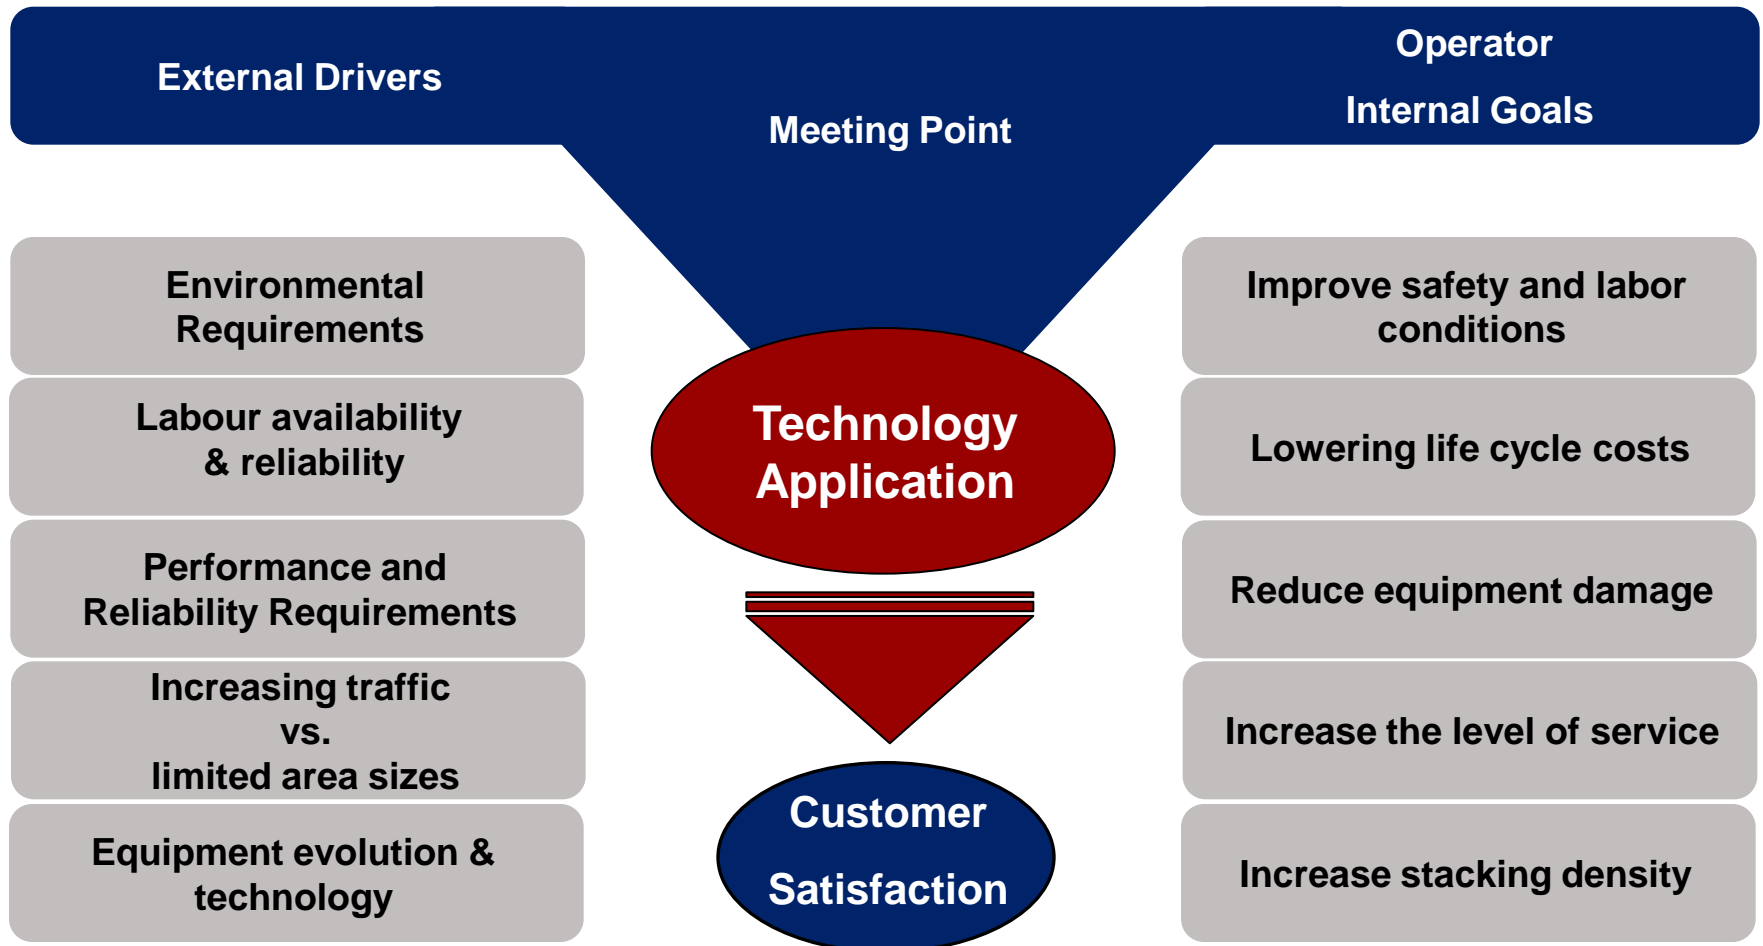 External Drivers
Meeting Point
Operator
Internal Goals
Environmental
Requirements
Labour availability
& reliability
Performance and
Reliability Requirements
Increasing traffic
vs.
limited area sizes
Equipment evolution &
technology
Technology
Application
Customer
Satisfaction
Improve safety and labor
conditions
Lowering life cycle costs
Reduce equipment damage
Increase the level of service
Increase stacking density